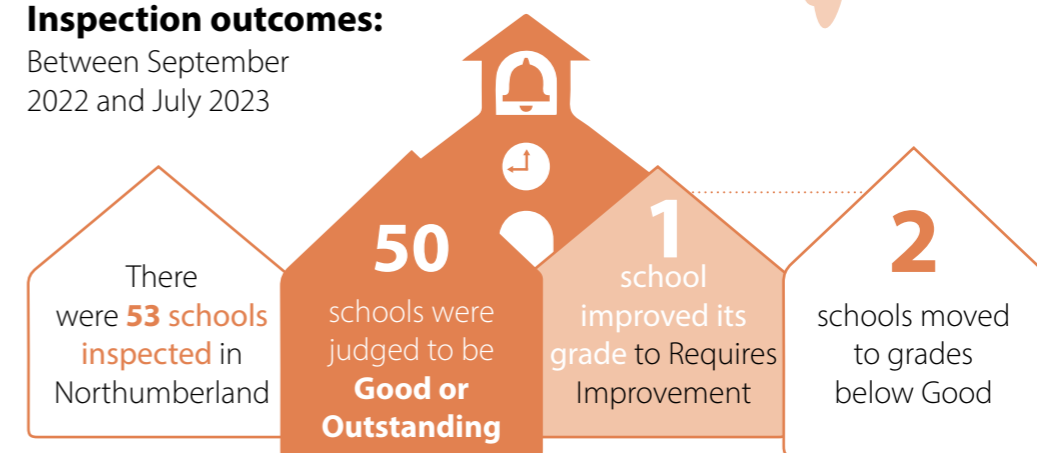 Inspection outcomes:
Between September
2022 and July 2023
There
were 53 schools
inspected in
Northumberland
50
schools were
judged to be
Good or
Outstanding
1
school
improved its
grade to Requires
Improvement
2
schools moved
to grades
below Good